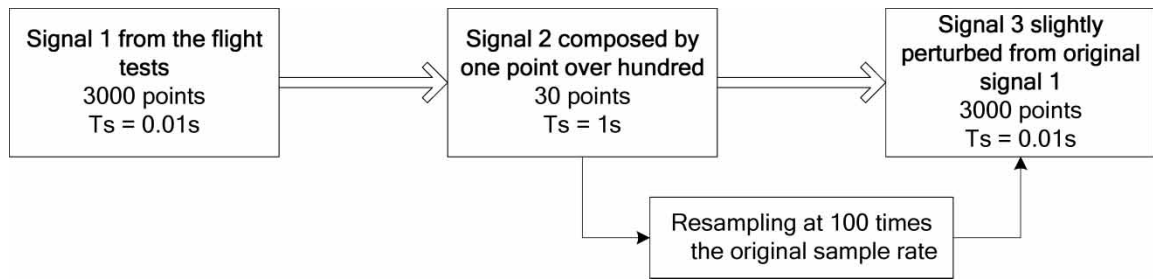 Signal 1 from the flight
tests
3000 points
Ts = 0.01s
Signal 2 composed by
one point over hundred
30 points
Ts = 1s
Signal 3 slightly
perturbed from original
signal 1
3000 points
Ts = 0.01s
Resampling at 100 times
the original sample rate